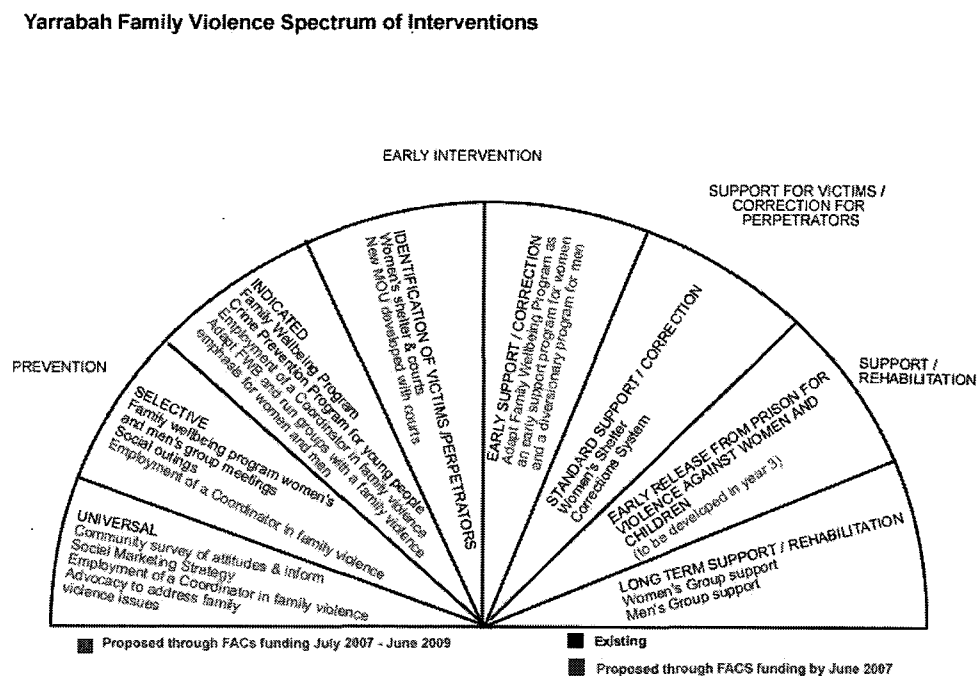 Yarrabah Family Violence Spectrum of Interventions
EARLY INTERVENTION
SUPPORT FOR VICTIMS /
CORRECTION FOR
PERPETRATORS
PREVENTION
SUPPORT /
REHABILITATION
UNIVERSAL
Community survey of attitudes & inform
Social Marketing Strategy
Employment of a Coordinator in family violence
Advocacy to address family
violence issues
SELECTIVE
Family wellbeing program women's
and men's group meetings
Social outings
Employment of a Coordinator in family violence
INDICATED
Family Wellbeing Program
Crime Prevention Program for young people
Employment of a Coordinator in family violence
Adapt FWB and run groups with a family violence
emphasis for women and men
IDENTIFICATION OF VICTIMS /PERPETRATORS
Women's shelter & courts
New MOU developed with courts
EARLY SUPPORT / CORRECTION
Adapt Family Wellbeing Program as
an early support program for women
and a diversionary program for men
STANDARD SUPPORT / CORRECTION
Women's Shelter
Corrections System
EARLY RELEASE FROM PRISON FOR
VIOLENCE AGAINST WOMEN AND
CHILDREN
(to be developed in year 3)
LONG TERM SUPPORT / REHABILITATION
Women's Group support
Men's Group support
Proposed through FACs funding July 2007 - June 2009
Existing
Proposed through FACS funding by June 2007